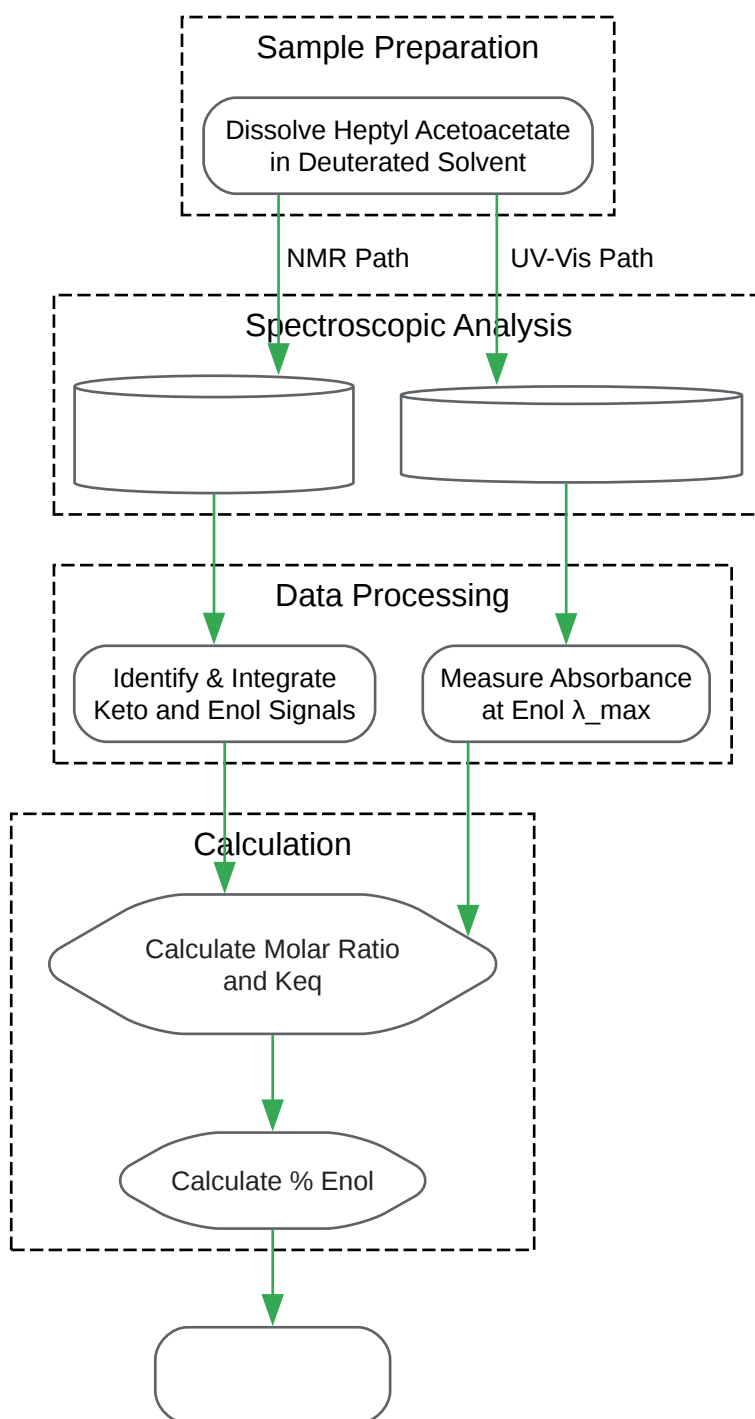 Sample Preparation
Dissolve Heptyl Acetoacetate
in Deuterated Solvent
NMR Path
UV-Vis Path
Spectroscopic Analysis
Data Processing
Identify & Integrate
Keto and Enol Signals
Measure Absorbance
at Enol λ_max
Calculation
Calculate Molar Ratio
and Keq
Calculate % Enol